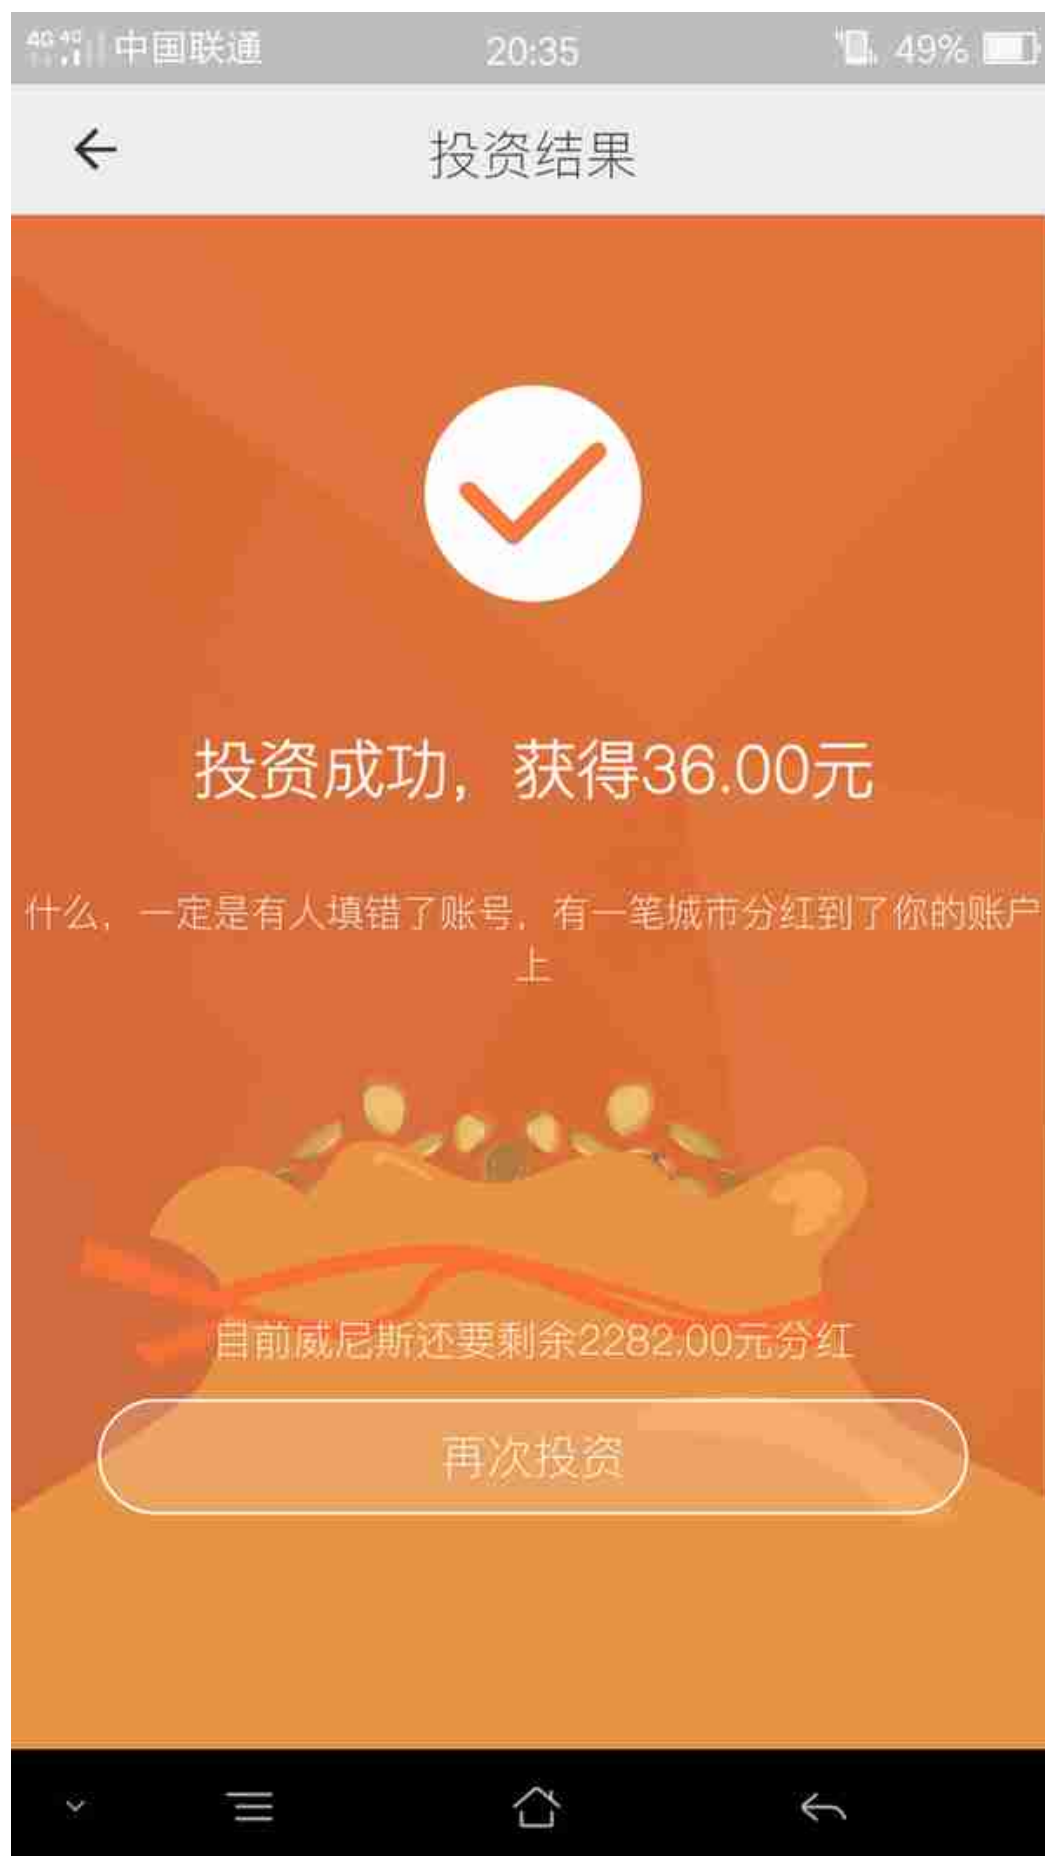 4G 4G 中国联通 20:35 49%
投资结果
投资成功，获得36.00元
什么，一定是有人填错了账号，有一笔城市分红到了你的账户
上
目前威尼斯还要剩余2282.00元分红
再次投资